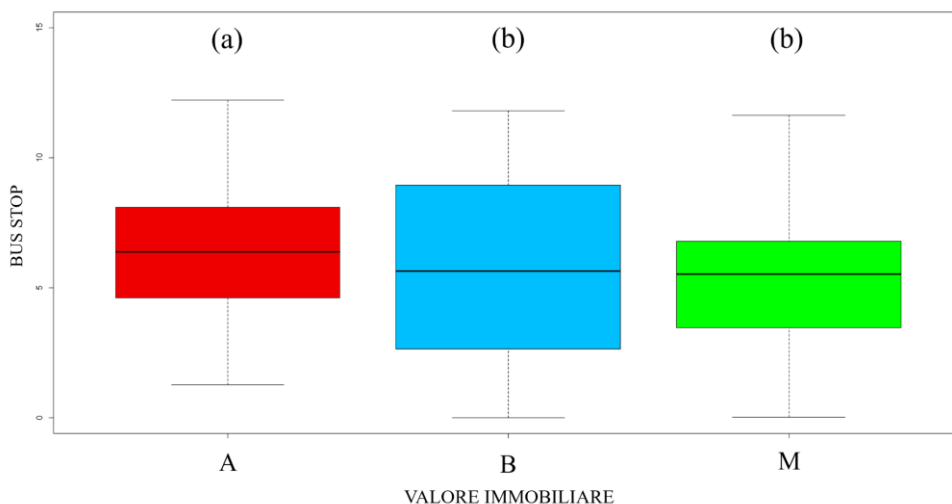 15
(a) (b) (b)
10
BUS STOP
5
0
A B M
VALORE IMMOBILIARE